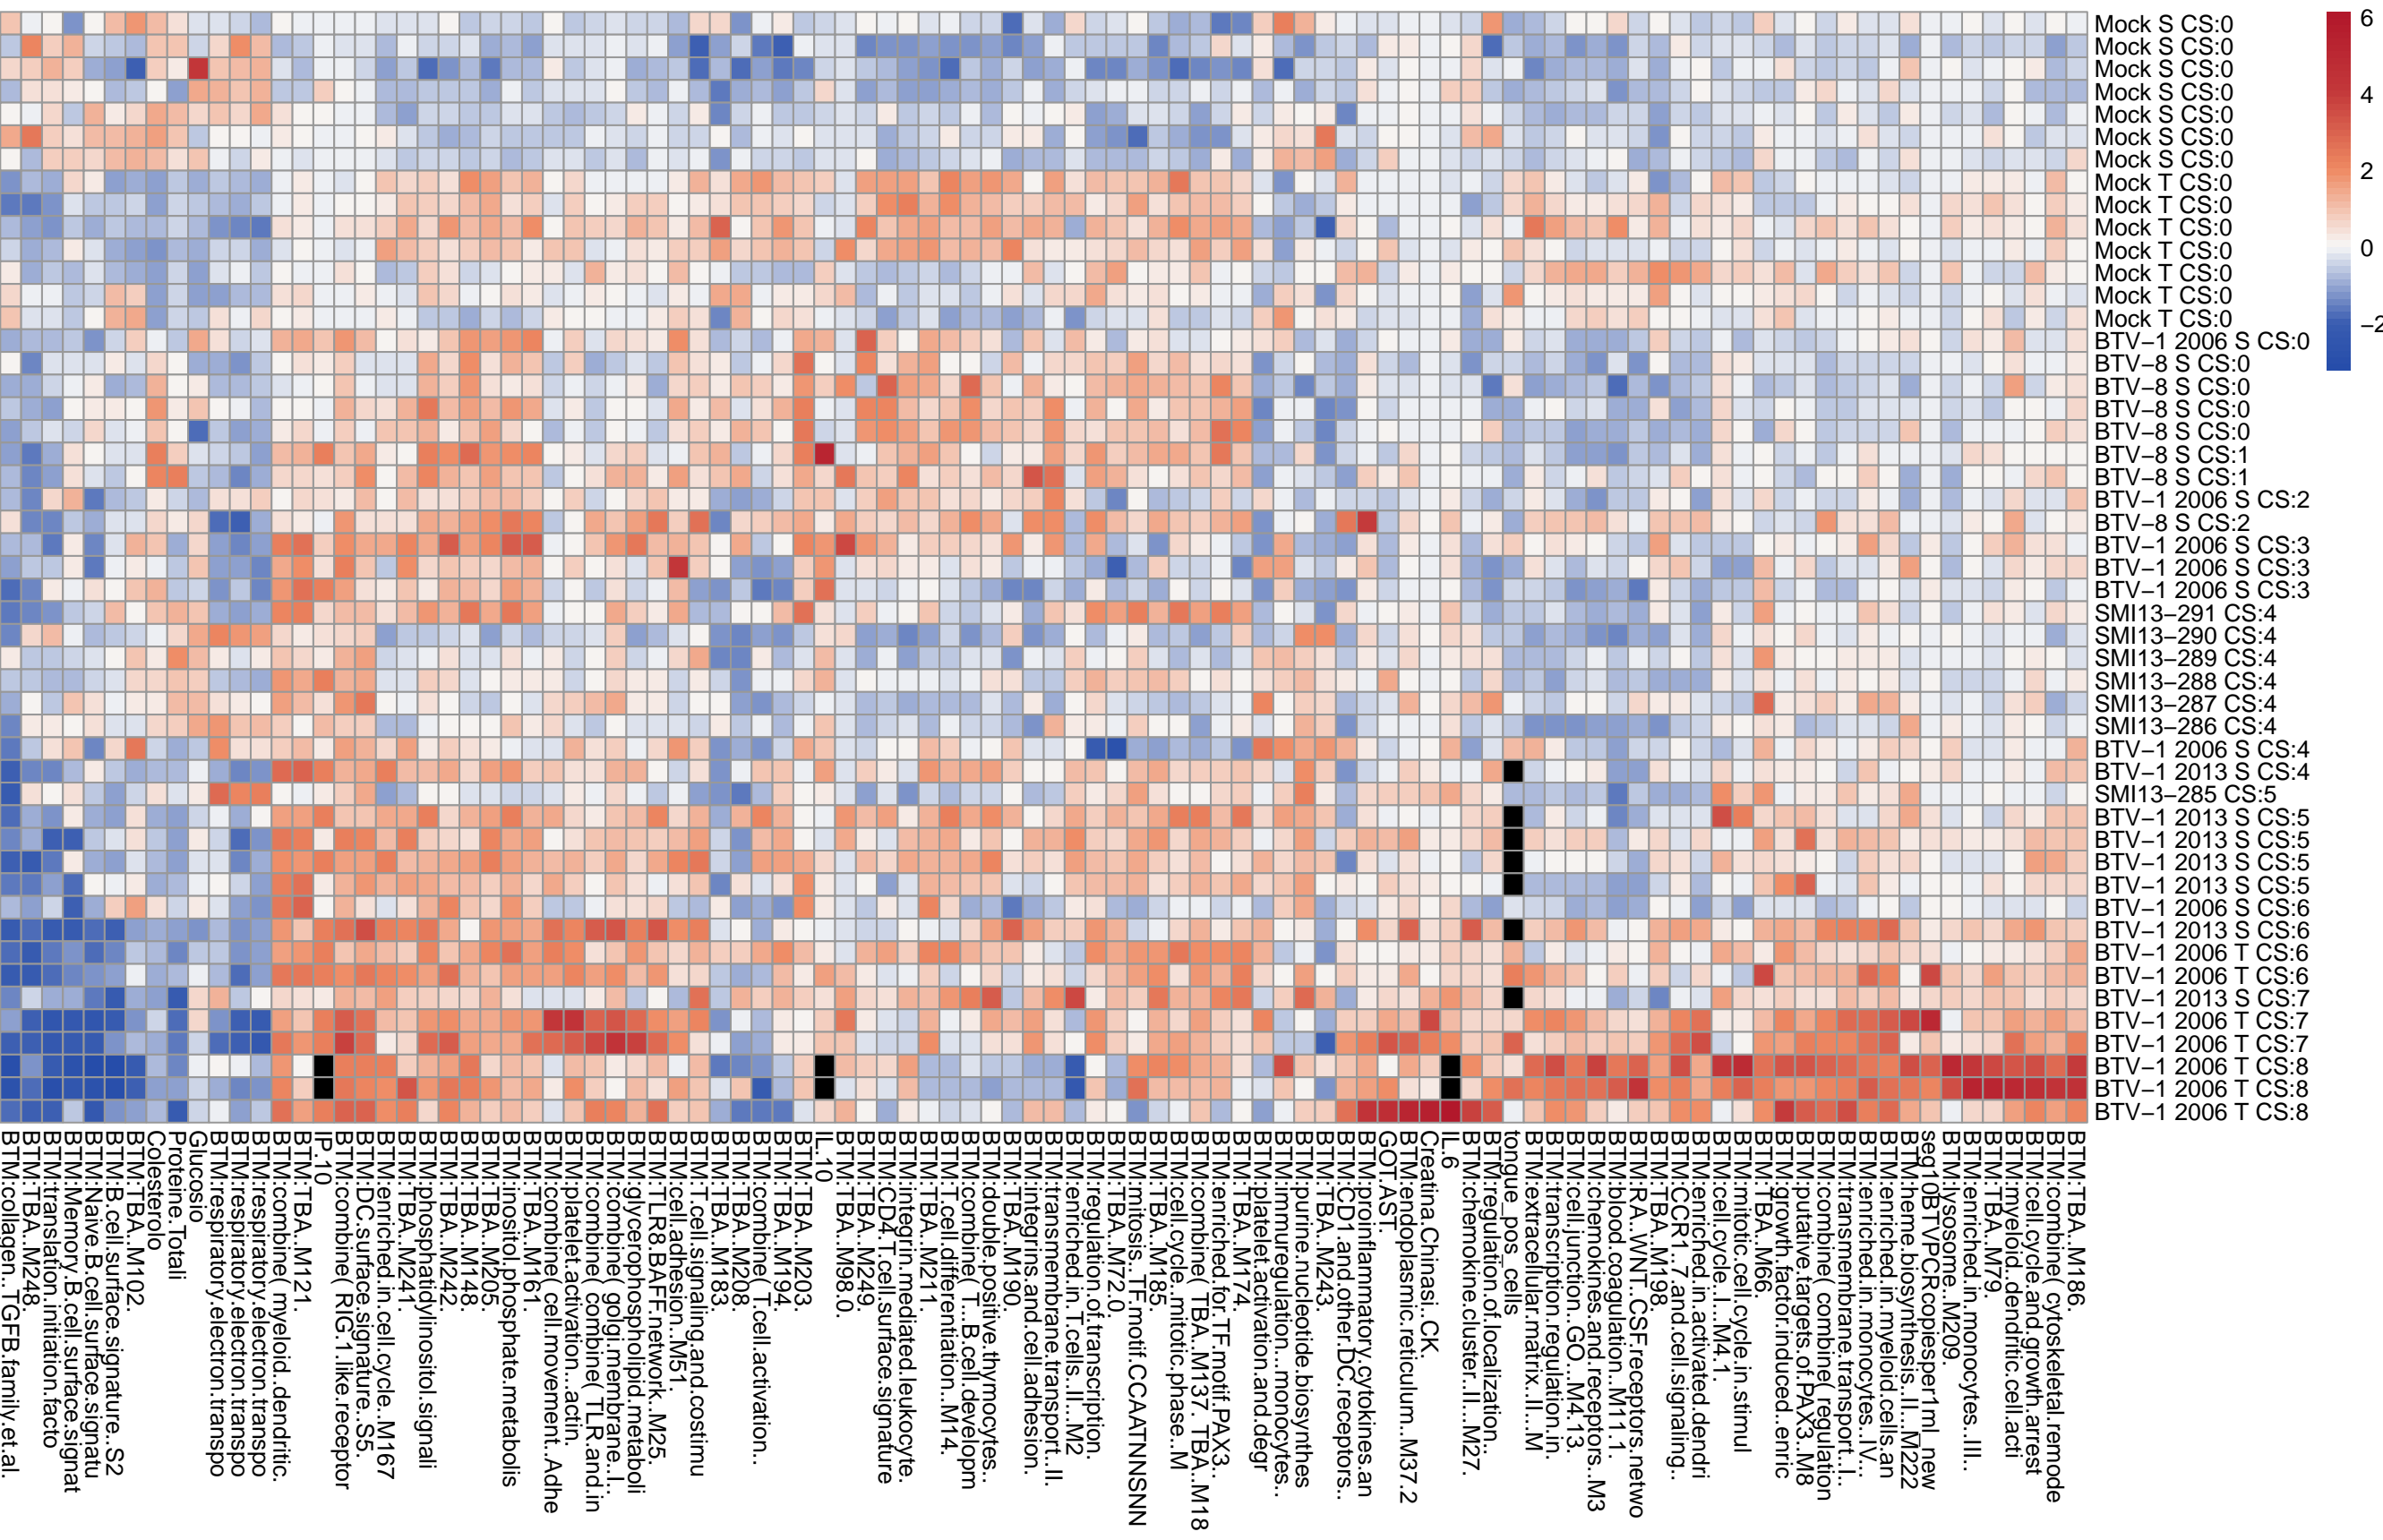 Mock S CS:0
Mock S CS:0
Mock S CS:0
Mock S CS:0
Mock S CS:0
Mock S CS:0
Mock S CS:0
Mock T CS:0
Mock T CS:0
Mock T CS:0
Mock T CS:0
Mock T CS:0
Mock T CS:0
Mock T CS:0
BTV−1 2006 S CS:0
BTV−8 S CS:0
BTV−8 S CS:0
BTV−8 S CS:0
BTV−8 S CS:0
BTV−8 S CS:1
BTV−8 S CS:1
BTV−1 2006 S CS:2
BTV−8 S CS:2
BTV−1 2006 S CS:3
BTV−1 2006 S CS:3
BTV−1 2006 S CS:3
SMI13−291 CS:4
SMI13−290 CS:4
SMI13−289 CS:4
SMI13−288 CS:4
SMI13−287 CS:4
SMI13−286 CS:4
BTV−1 2006 S CS:4
BTV−1 2013 S CS:4
SMI13−285 CS:5
BTV−1 2013 S CS:5
BTV−1 2013 S CS:5
BTV−1 2013 S CS:5
BTV−1 2013 S CS:5
BTV−1 2006 S CS:6
BTV−1 2013 S CS:6
BTV−1 2006 T CS:6
BTV−1 2006 T CS:6
BTV−1 2013 S CS:7
BTV−1 2006 T CS:7
BTV−1 2006 T CS:7
BTV−1 2006 T CS:8
BTV−1 2006 T CS:8
BTV−1 2006 T CS:8
6
4
2
0
−2
BTM:collagen..TGFB.family.et.al.
BTM:TBA..M248.
BTM:translation.initiation.facto
BTM:Memory.B.cell.surface.signat
BTM:Naive.B.cell.surface.signatu
BTM:B.cell.surface.signature..S2
BTM:TBA..M102.
Colesterolo
Proteine.Totali
Glucosio
BTM:respiratory.electron.transpo
BTM:respiratory.electron.transpo
BTM:respiratory.electron.transpo
BTM:combine( myeloid..dendritic.
BTM:TBA..M121.
IP.10
BTM:combine( RIG.1.like.receptor
BTM:DC.surface.signature..S5.
BTM:enriched.in.cell.cycle..M167
BTM:TBA..M241.
BTM:phosphatidylinositol.signali
BTM:TBA..M242.
BTM:TBA..M148.
BTM:TBA..M205.
BTM:inositol.phosphate.metabolis
BTM:TBA..M161.
BTM:combine( cell.movement..Adhe
BTM:platelet.activation...actin.
BTM:combine( combine( TLR.and.in
BTM:combine( golgi.membrane..I..
BTM:glycerophospholipid.metaboli
BTM:TLR8.BAFF.network..M25.
BTM:cell.adhesion..M51.
BTM:T.cell.signaling.and.costimu
BTM:TBA..M183.
BTM:TBA..M208.
BTM:combine( T.cell.activation..
BTM:TBA..M194.
BTM:TBA..M203.
IL.10
BTM:TBA..M98.0.
BTM:TBA..M249.
BTM:CD4.T.cell.surface.signature
BTM:integrin.mediated.leukocyte.
BTM:TBA..M211.
BTM:T.cell.differentiation..M14.
BTM:combine( T...B.cell.developm
BTM:double.positive.thymocytes..
BTM:TBA..M190.
BTM:integrins.and.cell.adhesion.
BTM:transmembrane.transport..II.
BTM:enriched.in.T.cells..II...M2
BTM:regulation.of.transcription.
BTM:TBA..M72.0.
BTM:mitosis..TF.motif.CCAATNNSNN
BTM:TBA..M185.
BTM:cell.cycle..mitotic.phase..M
BTM:combine( TBA..M137. TBA..M18
BTM:enriched.for.TF.motif.PAX3..
BTM:TBA..M174.
BTM:platelet.activation.and.degr
BTM:immuregulation...monocytes..
BTM:purine.nucleotide.biosynthes
BTM:TBA..M243.
BTM:CD1.and.other.DC.receptors..
BTM:proinflammatory.cytokines.an
GOT.AST.
BTM:endoplasmic.reticulum..M37.2
Creatina.Chinasi..CK.
IL.6
BTM:chemokine.cluster..II...M27.
BTM:regulation.of.localization..
tongue_pos_cells
BTM:extracellular.matrix..II...M
BTM:transcription.regulation.in.
BTM:cell.junction..GO...M4.13.
BTM:chemokines.and.receptors..M3
BTM:blood.coagulation..M11.1.
BTM:RA..WNT..CSF.receptors.netwo
BTM:TBA..M198.
BTM:CCR1..7.and.cell.signaling..
BTM:enriched.in.activated.dendri
BTM:cell.cycle..I...M4.1.
BTM:mitotic.cell.cycle.in.stimul
BTM:TBA..M66.
BTM:growth.factor.induced..enric
BTM:putative.targets.of.PAX3..M8
BTM:combine( combine( regulation
BTM:transmembrane.transport..I..
BTM:enriched.in.monocytes..IV...
BTM:enriched.in.myeloid.cells.an
BTM:heme.biosynthesis..II...M222
seg10BTVPCRcopiesper1ml_new
BTM:lysosome..M209.
BTM:enriched.in.monocytes..III..
BTM:TBA..M79.
BTM:myeloid..dendritic.cell.acti
BTM:cell.cycle.and.growth.arrest
BTM:combine( cytoskeletal.remode
BTM:TBA..M186.